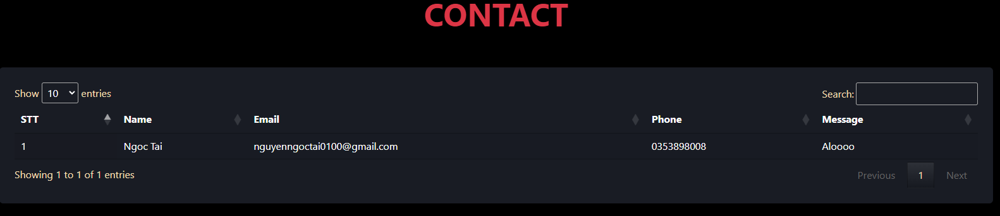 CONTACT
Show 10 entries Search:
STT Name Email Phone Message
1 Ngoc Tai nguyenngoctai0100@gmail.com 0353898008 Aloooo
Showing 1 to 1 of 1 entries Previous 1 Next